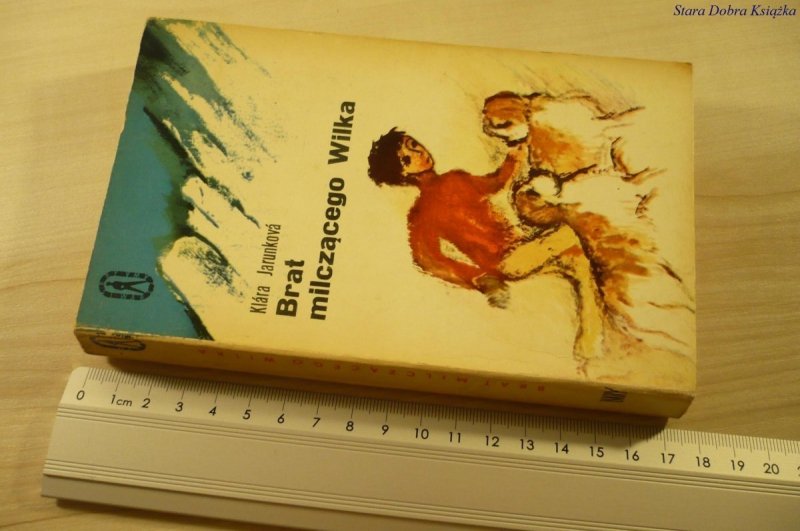 Stara Dobra Książka
Klára Jarunková
Brat
milczącego Wilka
BRAT MILCZĄCEGO WILKA
0 1cm 2 3 4 5 6 7 8 9 10 11 12 13 14 15 16 17 18 19 20